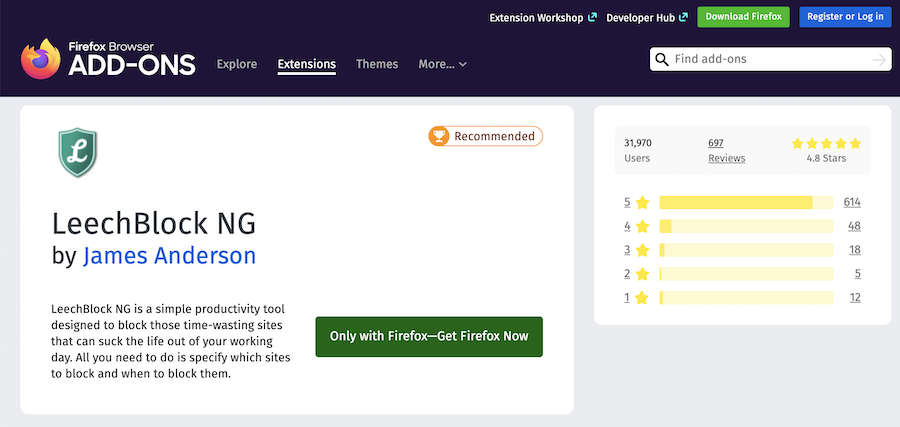 Extension Workshop Developer Hub Download Firefox Register or Log in
Firefox Browser
ADD-ONS Explore Extensions Themes More... Find add-ons
L
Recommended
LeechBlock NG
by James Anderson
LeechBlock NG is a simple productivity tool
designed to block those time-wasting sites
that can suck the life out of your working
day. All you need to do is specify which sites
to block and when to block them.
Only with Firefox—Get Firefox Now
31,970 697
Users Reviews 4.8 Stars
5 614
4 48
3 18
2 5
1 12